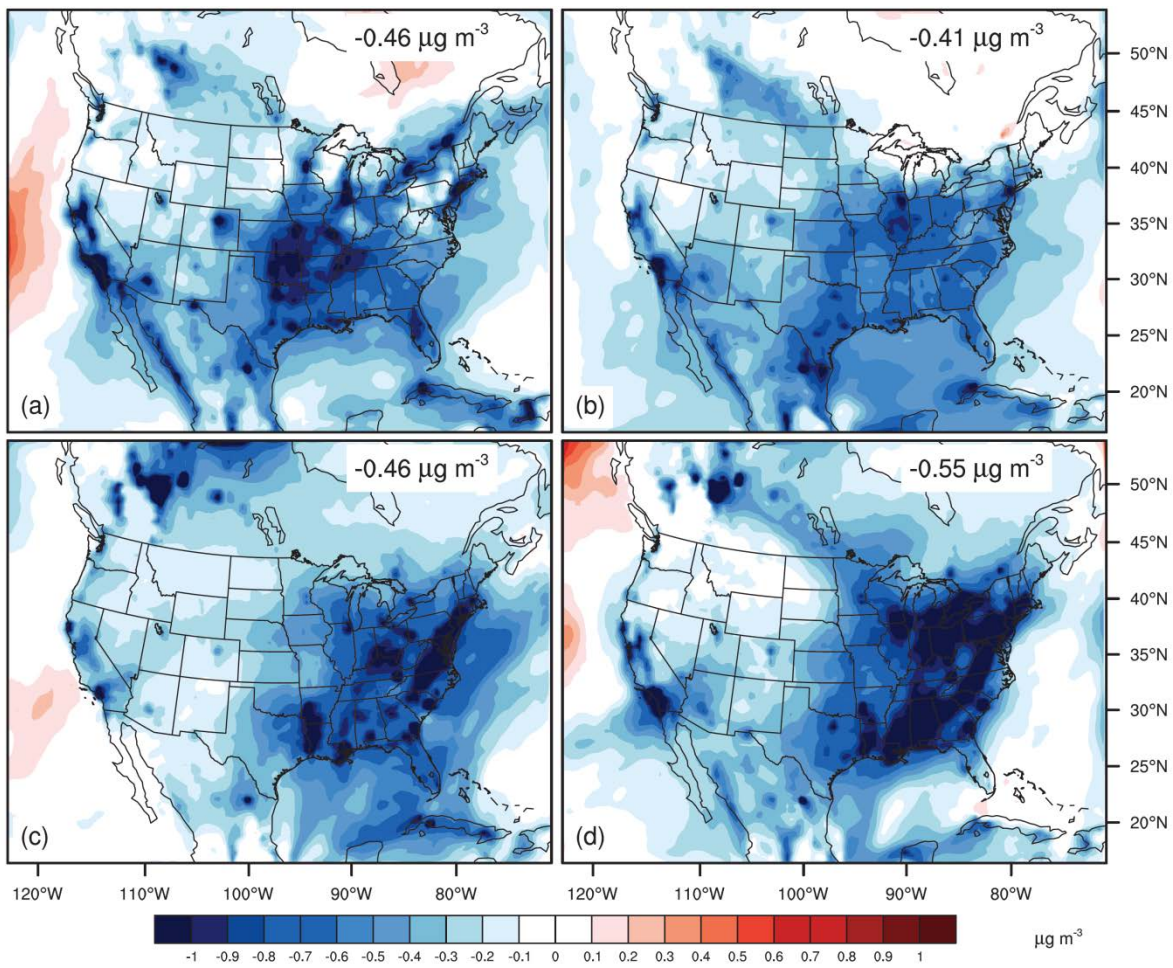 -0.46 μg m-3
-0.41 μg m-3
50°N
45°N
40°N
35°N
30°N
25°N
20°N
(a)
(b)
-0.46 μg m-3
-0.55 μg m-3
50°N
45°N
40°N
35°N
30°N
25°N
20°N
(c)
(d)
120°W 110°W 100°W 90°W 80°W 110°W 100°W 90°W 80°W
-1 -0.9 -0.8 -0.7 -0.6 -0.5 -0.4 -0.3 -0.2 -0.1 0 0.1 0.2 0.3 0.4 0.5 0.6 0.7 0.8 0.9 1
μg m-3